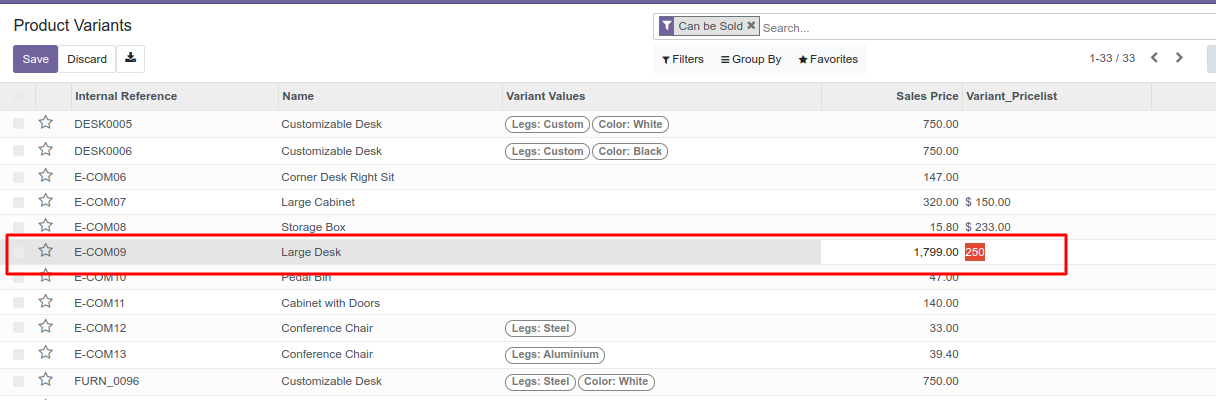 Product Variants
Can be Sold ✖ Search...
Save Discard
Filters Group By Favorites 1-33 / 33
Internal Reference Name Variant Values Sales Price Variant_Pricelist
DESK0005 Customizable Desk Legs: Custom Color: White 750.00
DESK0006 Customizable Desk Legs: Custom Color: Black 750.00
E-COM06 Corner Desk Right Sit 147.00
E-COM07 Large Cabinet 320.00 $ 150.00
E-COM08 Storage Box 15.80 $ 233.00
E-COM09 Large Desk 1,799.00 250
E-COM10 Pedal Bin 47.00
E-COM11 Cabinet with Doors 140.00
E-COM12 Conference Chair Legs: Steel 33.00
E-COM13 Conference Chair Legs: Aluminium 39.40
FURN_0096 Customizable Desk Legs: Steel Color: White 750.00